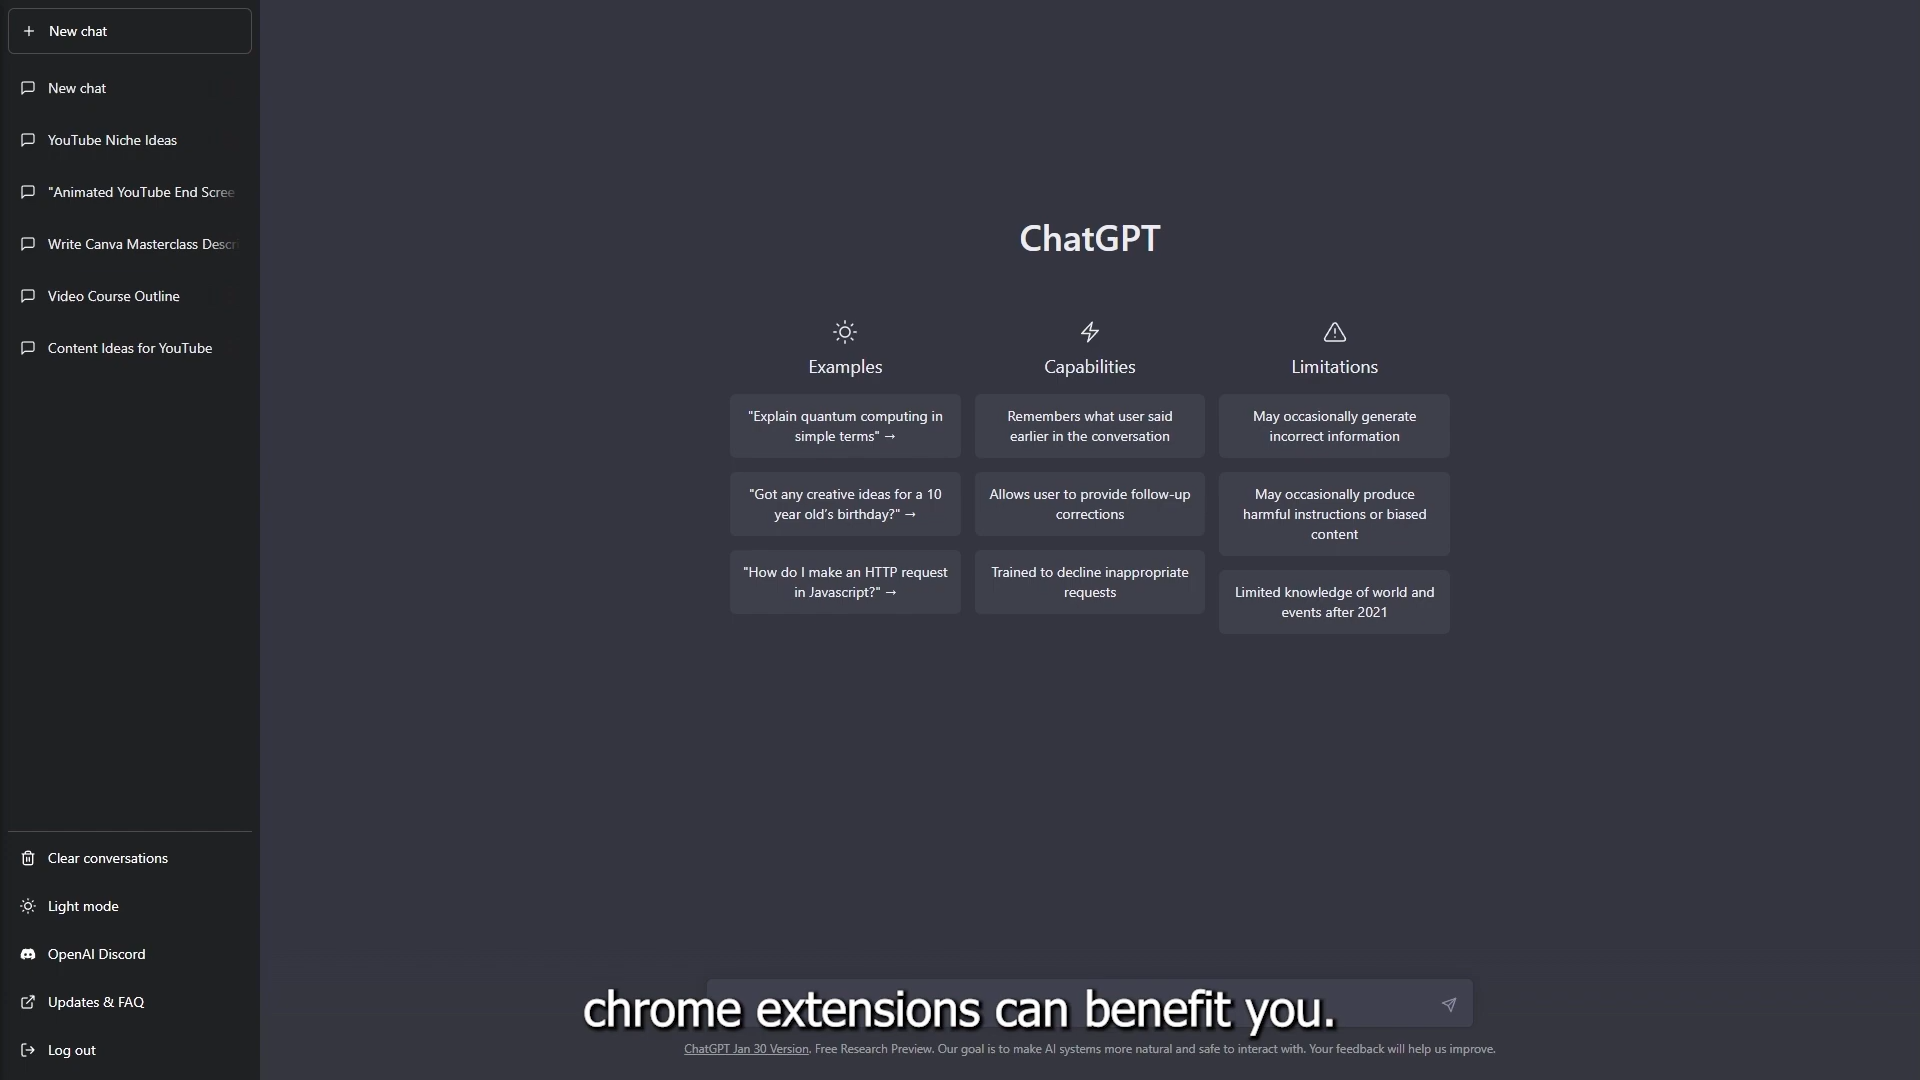 New chat
New chat
YouTube Niche Ideas
"Animated YouTube End Scree
Write Canva Masterclass Descri
Video Course Outline
Content Ideas for YouTube
Clear conversations
Light mode
OpenAI Discord
Updates & FAQ
Log out
ChatGPT
Examples
"Explain quantum computing in
simple terms" →
"Got any creative ideas for a 10
year old's birthday?" →
"How do I make an HTTP request
in Javascript?" →
Capabilities
Remembers what user said
earlier in the conversation
Allows user to provide follow-up
corrections
Trained to decline inappropriate
requests
Limitations
May occasionally generate
incorrect information
May occasionally produce
harmful instructions or biased
content
Limited knowledge of world and
events after 2021
chrome extensions can benefit you.
ChatGPT Jan 30 Version. Free Research Preview. Our goal is to make AI systems more natural and safe to interact with. Your feedback will help us improve.